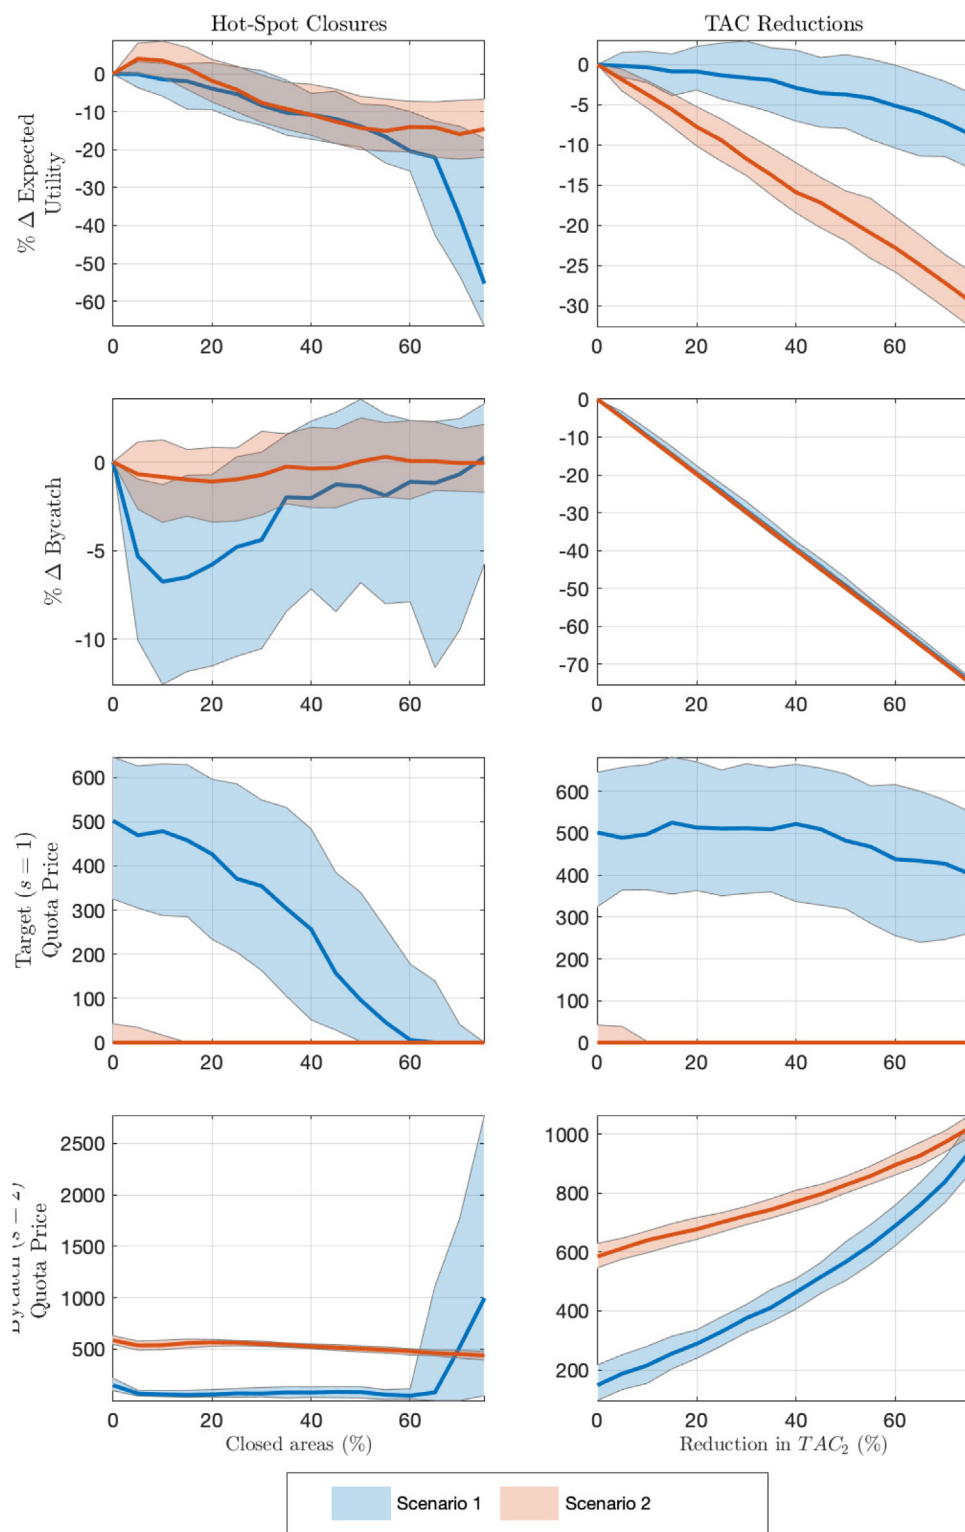 Hot-Spot Closures
TAC Reductions
% Δ Expected
Utility
0
-10
-20
-30
-40
-50
-60
0 20 40 60
0
-5
-10
-15
-20
-25
-30
0 20 40 60
% Δ Bycatch
0
-5
-10
0 20 40 60
0
-10
-20
-30
-40
-50
-60
-70
0 20 40 60
Target (s = 1)
Quota Price
600
500
400
300
200
100
0
0 20 40 60
600
500
400
300
200
100
0
0 20 40 60
Bycatch (s = 2)
Quota Price
2500
2000
1500
1000
500
0 20 40 60
Closed areas (%)
1000
800
600
400
200
0 20 40 60
Reduction in TAC₂ (%)
Scenario 1 Scenario 2